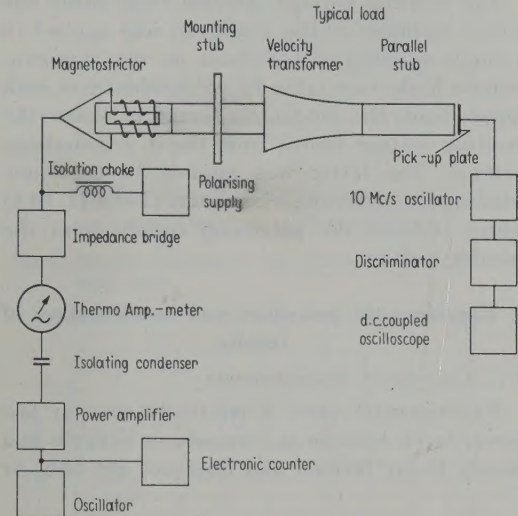 Typical load
Mounting
stub
Velocity
transformer
Parallel
stub
Magnetostrictor
Pick-up plate
Isolation choke
Polarising
supply
10 Mc/s oscillator
Impedance bridge
Discriminator
Thermo Amp.-meter
d.c.coupled
oscilloscope
Isolating condenser
Power amplifier
Electronic counter
Oscillator